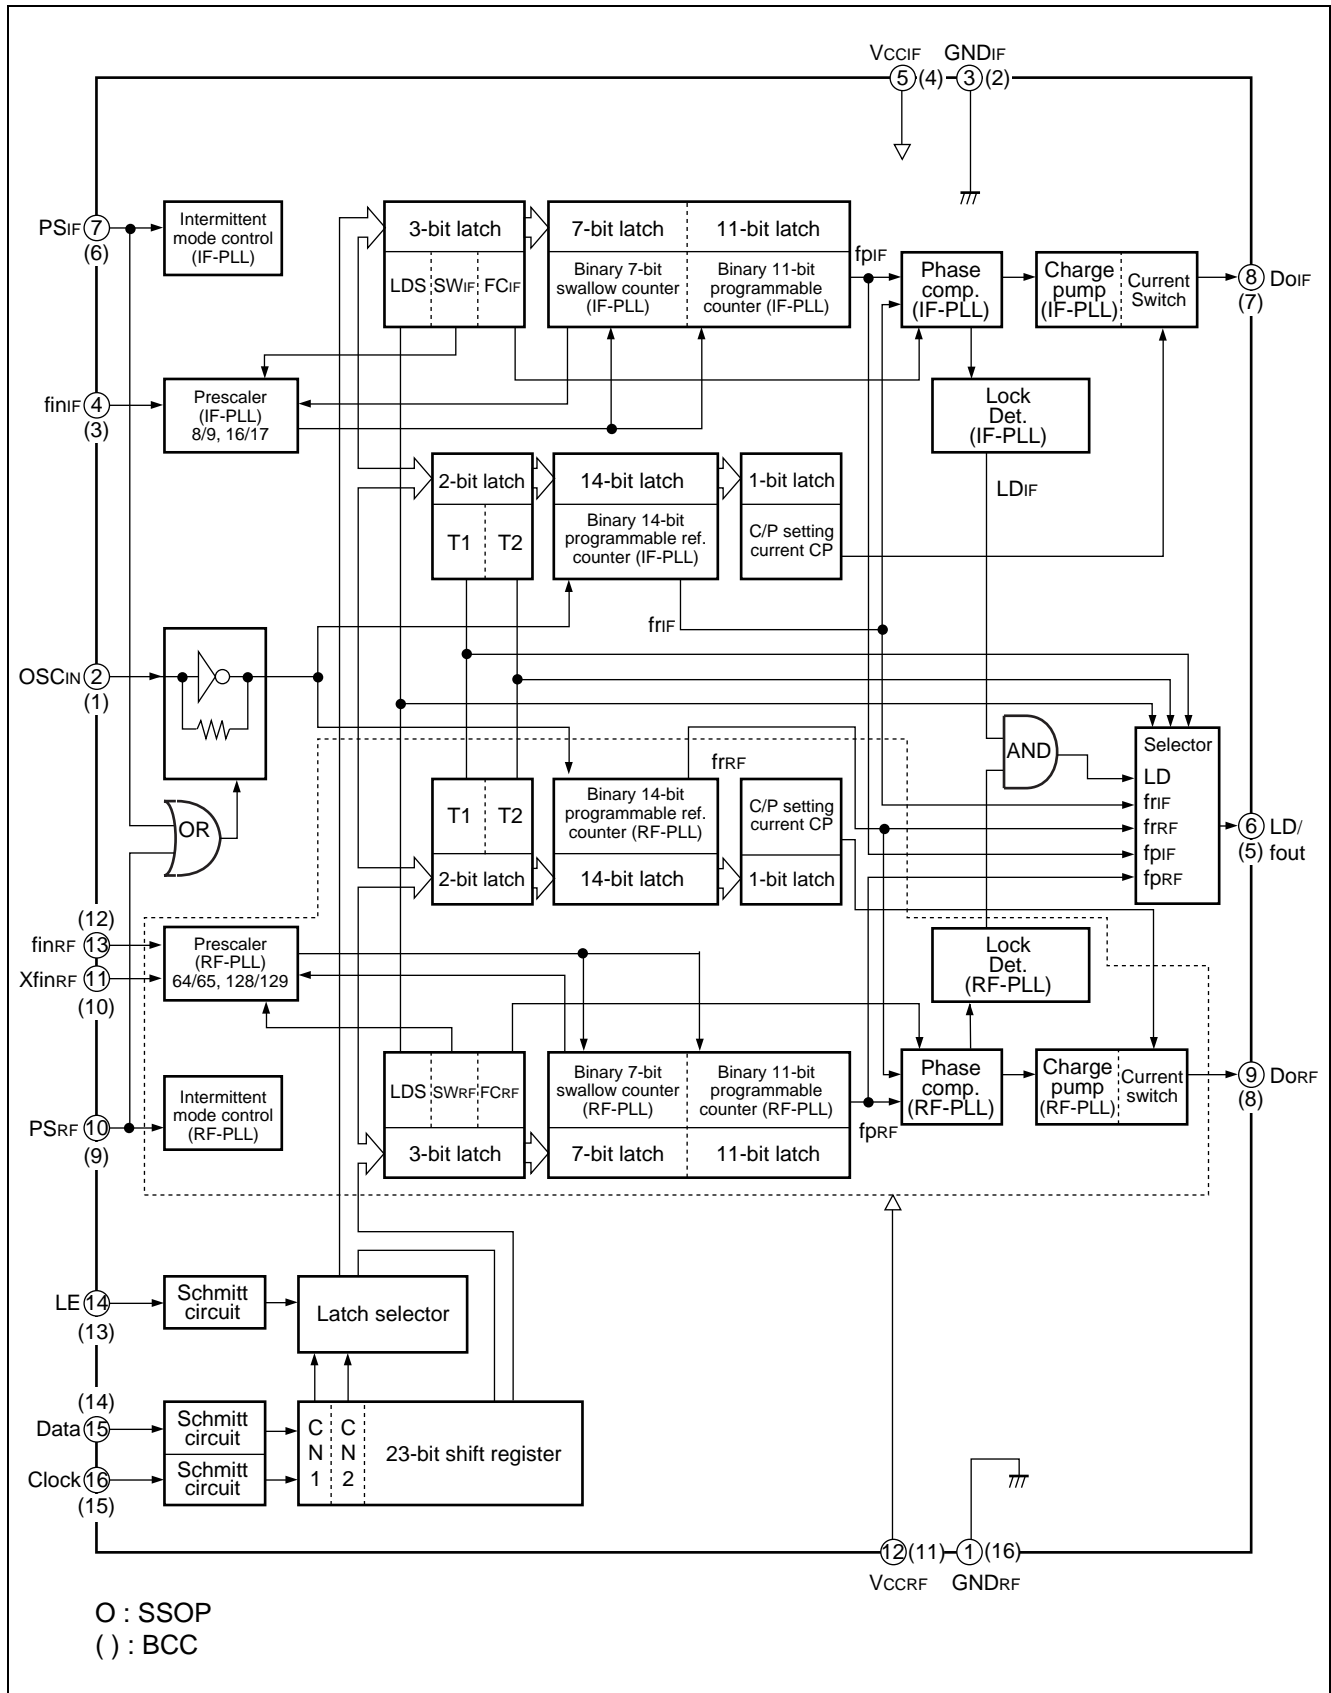 VCCIF GNDIF
5 (4) 3 (2)
PSIF 7
(6)
Intermittent
mode control
(IF-PLL)
3-bit latch
LDS SWIF FCIF
7-bit latch
11-bit latch
Binary 7-bit
swallow counter
(IF-PLL)
Binary 11-bit
programmable
counter (IF-PLL)
fpIF
Phase
comp.
(IF-PLL)
Charge
pump
(IF-PLL)
Current
Switch
8 DoIF
(7)
finIF 4
(3)
Prescaler
(IF-PLL)
8/9, 16/17
Lock
Det.
(IF-PLL)
LDIF
2-bit latch
T1 T2
14-bit latch
Binary 14-bit
programmable ref.
counter (IF-PLL)
1-bit latch
C/P setting
current CP
frIF
OSCIN 2
(1)
OR
AND
Selector
LD
frIF
frRF
fpIF
fpRF
6 LD/
(5) fout
frRF
T1 T2
2-bit latch
Binary 14-bit
programmable ref.
counter (RF-PLL)
14-bit latch
C/P setting
current CP
1-bit latch
(12)
finRF 13
XfinRF 11
(10)
Prescaler
(RF-PLL)
64/65, 128/129
Lock
Det.
(RF-PLL)
PSRF 10
(9)
Intermittent
mode control
(RF-PLL)
LDS SWRF FCRF
3-bit latch
Binary 7-bit
swallow counter
(RF-PLL)
Binary 11-bit
programmable
counter (RF-PLL)
7-bit latch
11-bit latch
fpRF
Phase
comp.
(RF-PLL)
Charge
pump
(RF-PLL)
Current
switch
9 DoRF
(8)
LE 14
(13)
Schmitt
circuit
Latch selector
(14)
Data 15
Clock 16
(15)
Schmitt
circuit
Schmitt
circuit
C
N
1
C
N
2
23-bit shift register
12 (11) 1 (16)
VCCRF GNDRF
O : SSOP
( ) : BCC